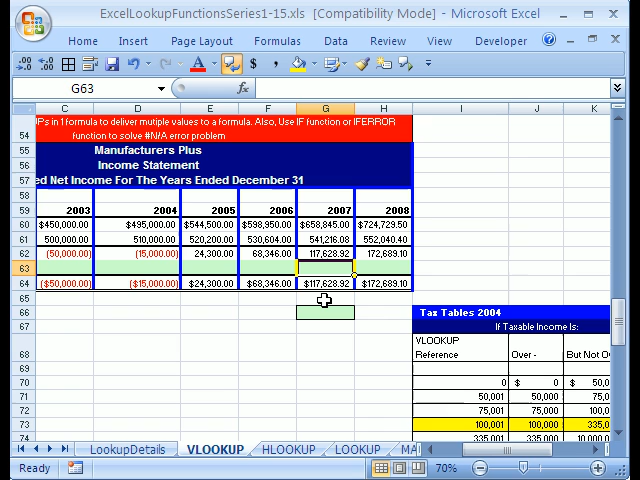 ExcelLookupFunctionsSeries1-15.xls [Compatibility Mode] - Microsoft Excel
Home Insert Page Layout Formulas Data Review View Developer
G63 fx
C D E F G H I J K
54 IPs in 1 formula to deliver mutiple values to a formula. Also, Use IF function or IFERROR
function to solve #N/A error problem
55 Manufacturers Plus
56 Income Statement
57 ed Net Income For The Years Ended December 31
58
59 2003 2004 2005 2006 2007 2008
60 $450,000.00 $495,000.00 $544,500.00 $598,950.00 $658,845.00 $724,729.50
61 500,000.00 510,000.00 520,200.00 530,604.00 541,216.08 552,040.40
62 (50,000.00) (15,000.00) 24,300.00 68,346.00 117,628.92 172,689.10
63
64 ($50,000.00) ($15,000.00) $24,300.00 $68,346.00 $117,628.92 $172,689.10
65
66 Tax Tables 2004
67 If Taxable Income Is:
VLOOKUP
68 Reference Over - But Not O
69
70 0 $ 0 $ 50,0
71 50,001 50,000 75,0
72 75,001 75,000 100,0
73 100,001 100,000 335,0
74 335,001 335,000 10,000,0
LookupDetails VLOOKUP HLOOKUP LOOKUP MA
Ready 70%